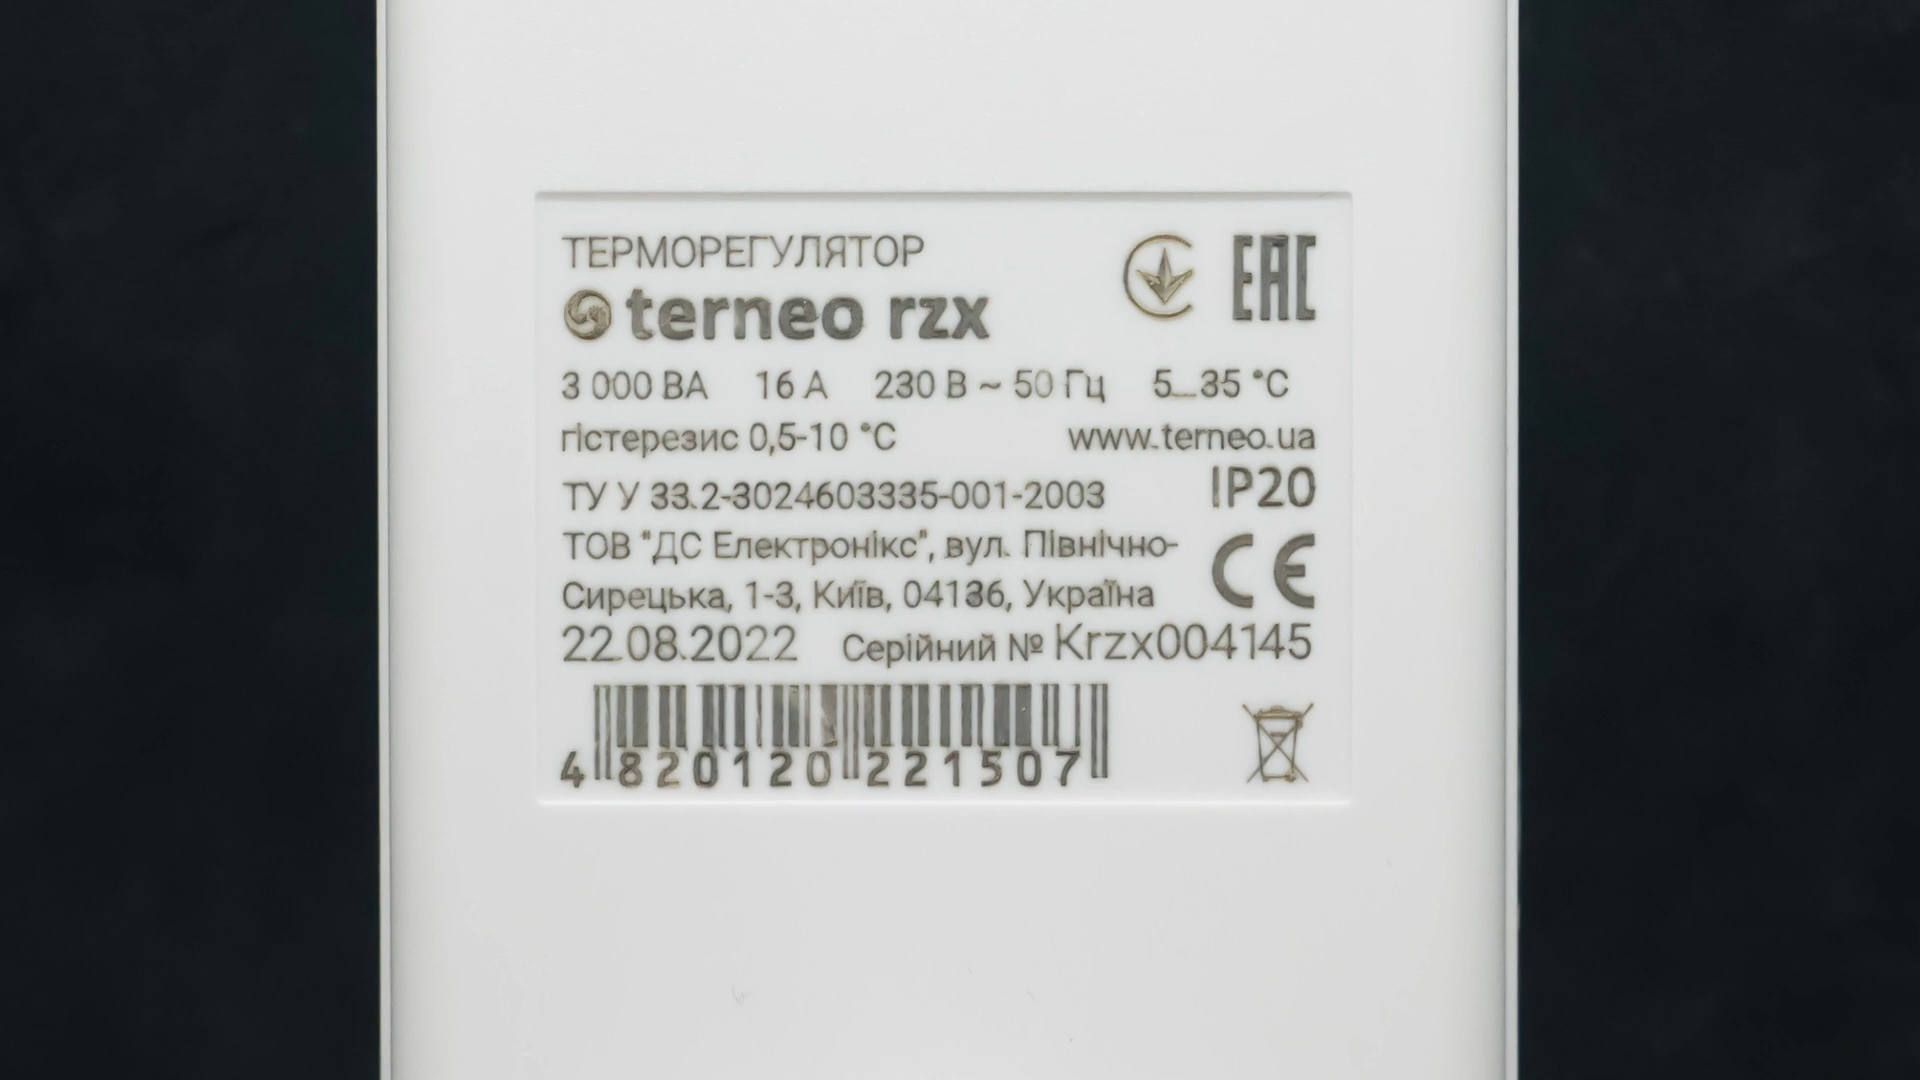 ТЕРМОРЕГУЛЯТОР
terneo rzx
EAC
3 000 ВА 16 А 230 В ~ 50 Гц 5...35 °С
гістерезис 0,5-10 °С www.terneo.ua
ТУ У 33.2-3024603335-001-2003 IP20
ТОВ "ДС Електронікс", вул. Північно-
Сирецька, 1-3, Київ, 04136, Україна CE
22.08.2022 Серійний № Krzx004145
4 820120 221507